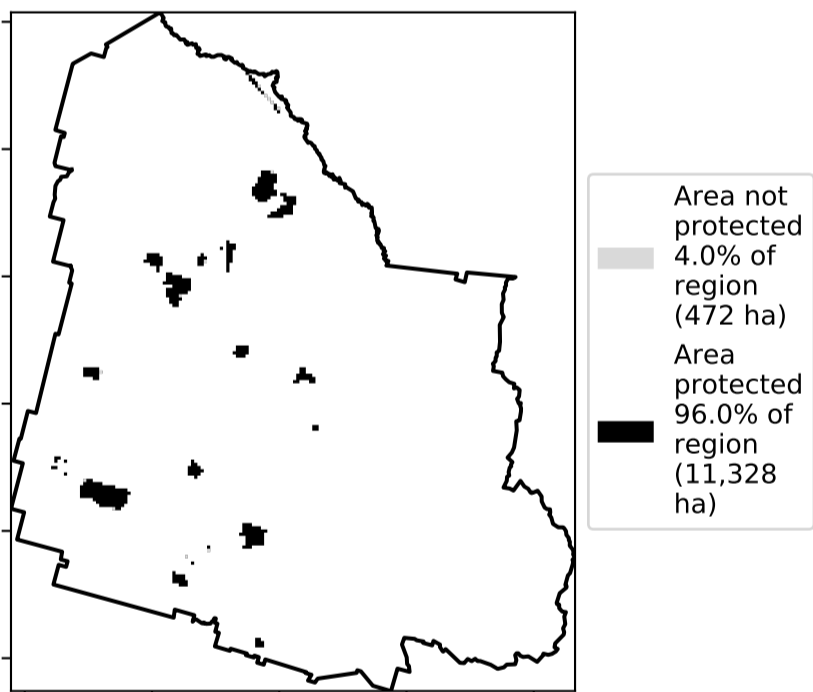 Area not
protected
4.0% of
region
(472 ha)
Area
protected
96.0% of
region
(11,328
ha)